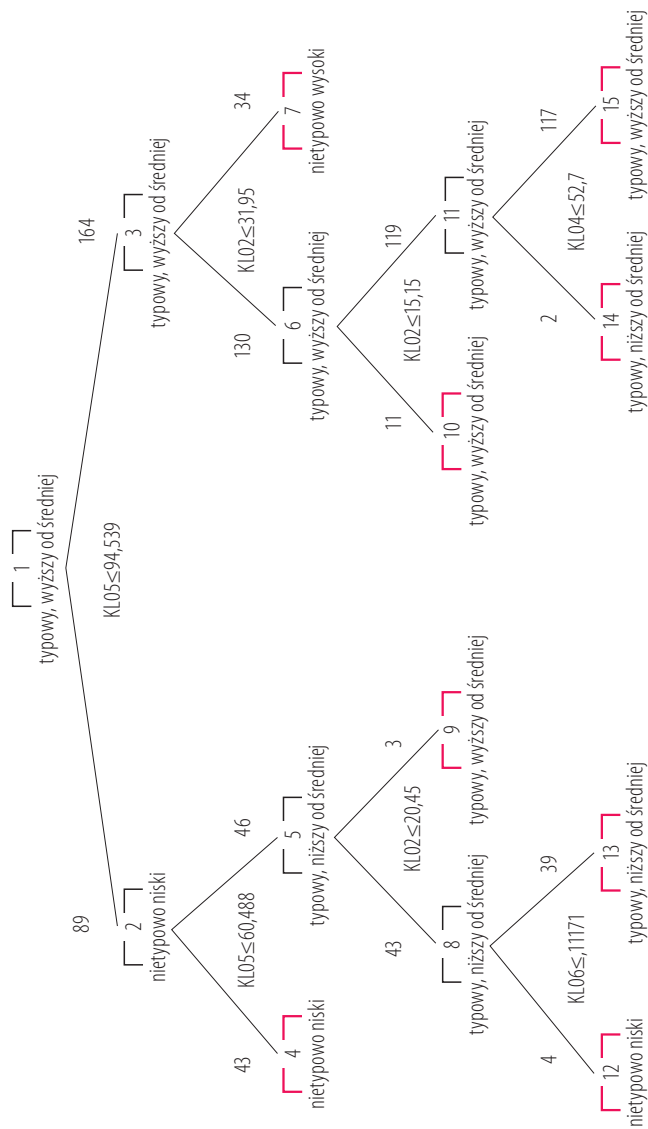 1
typowy, wyższy od średniej
KL05≤94,539
89
164
2
nietypowo niski
3
typowy, wyższy od średniej
KL05≤60,488
KL02≤31,95
43
46
130
34
4
nietypowo niski
5
typowy, niższy od średniej
6
typowy, wyższy od średniej
7
nietypowo wysoki
KL02≤20,45
KL02≤15,15
43
3
11
119
8
typowy, niższy od średniej
9
typowy, wyższy od średniej
10
typowy, wyższy od średniej
11
typowy, wyższy od średniej
KL06≤,11171
KL04≤52,7
4
39
2
117
12
nietypowo niski
13
typowy, niższy od średniej
14
typowy, niższy od średniej
15
typowy, wyższy od średniej